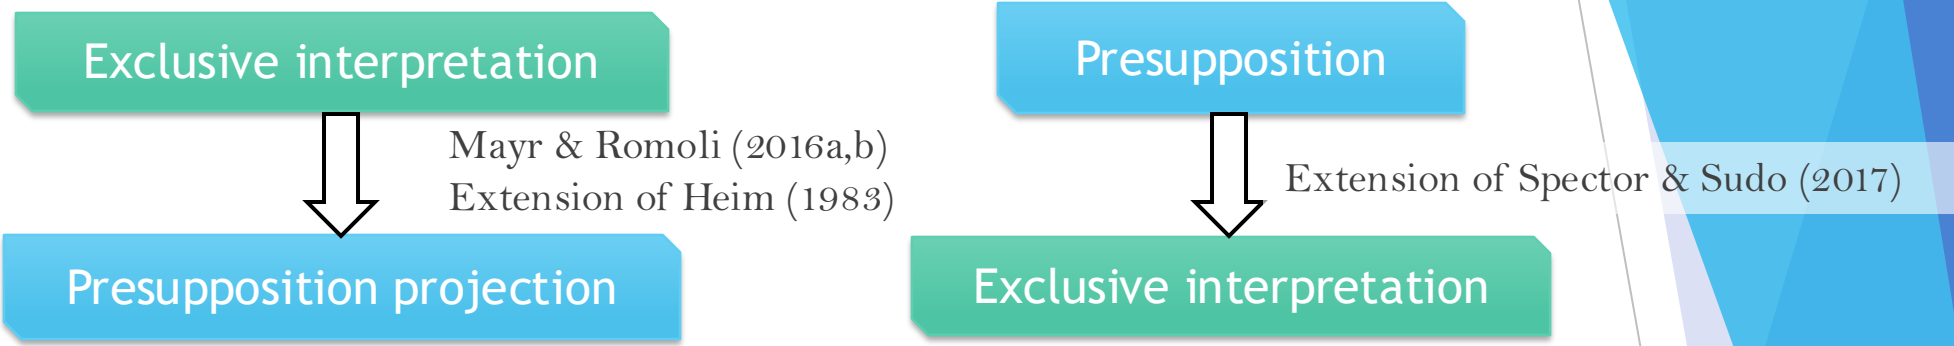 Exclusive interpretation
Mayr & Romoli (2016a,b)
Extension of Heim (1983)
Presupposition projection
Presupposition
Extension of Spector & Sudo (2017)
Exclusive interpretation